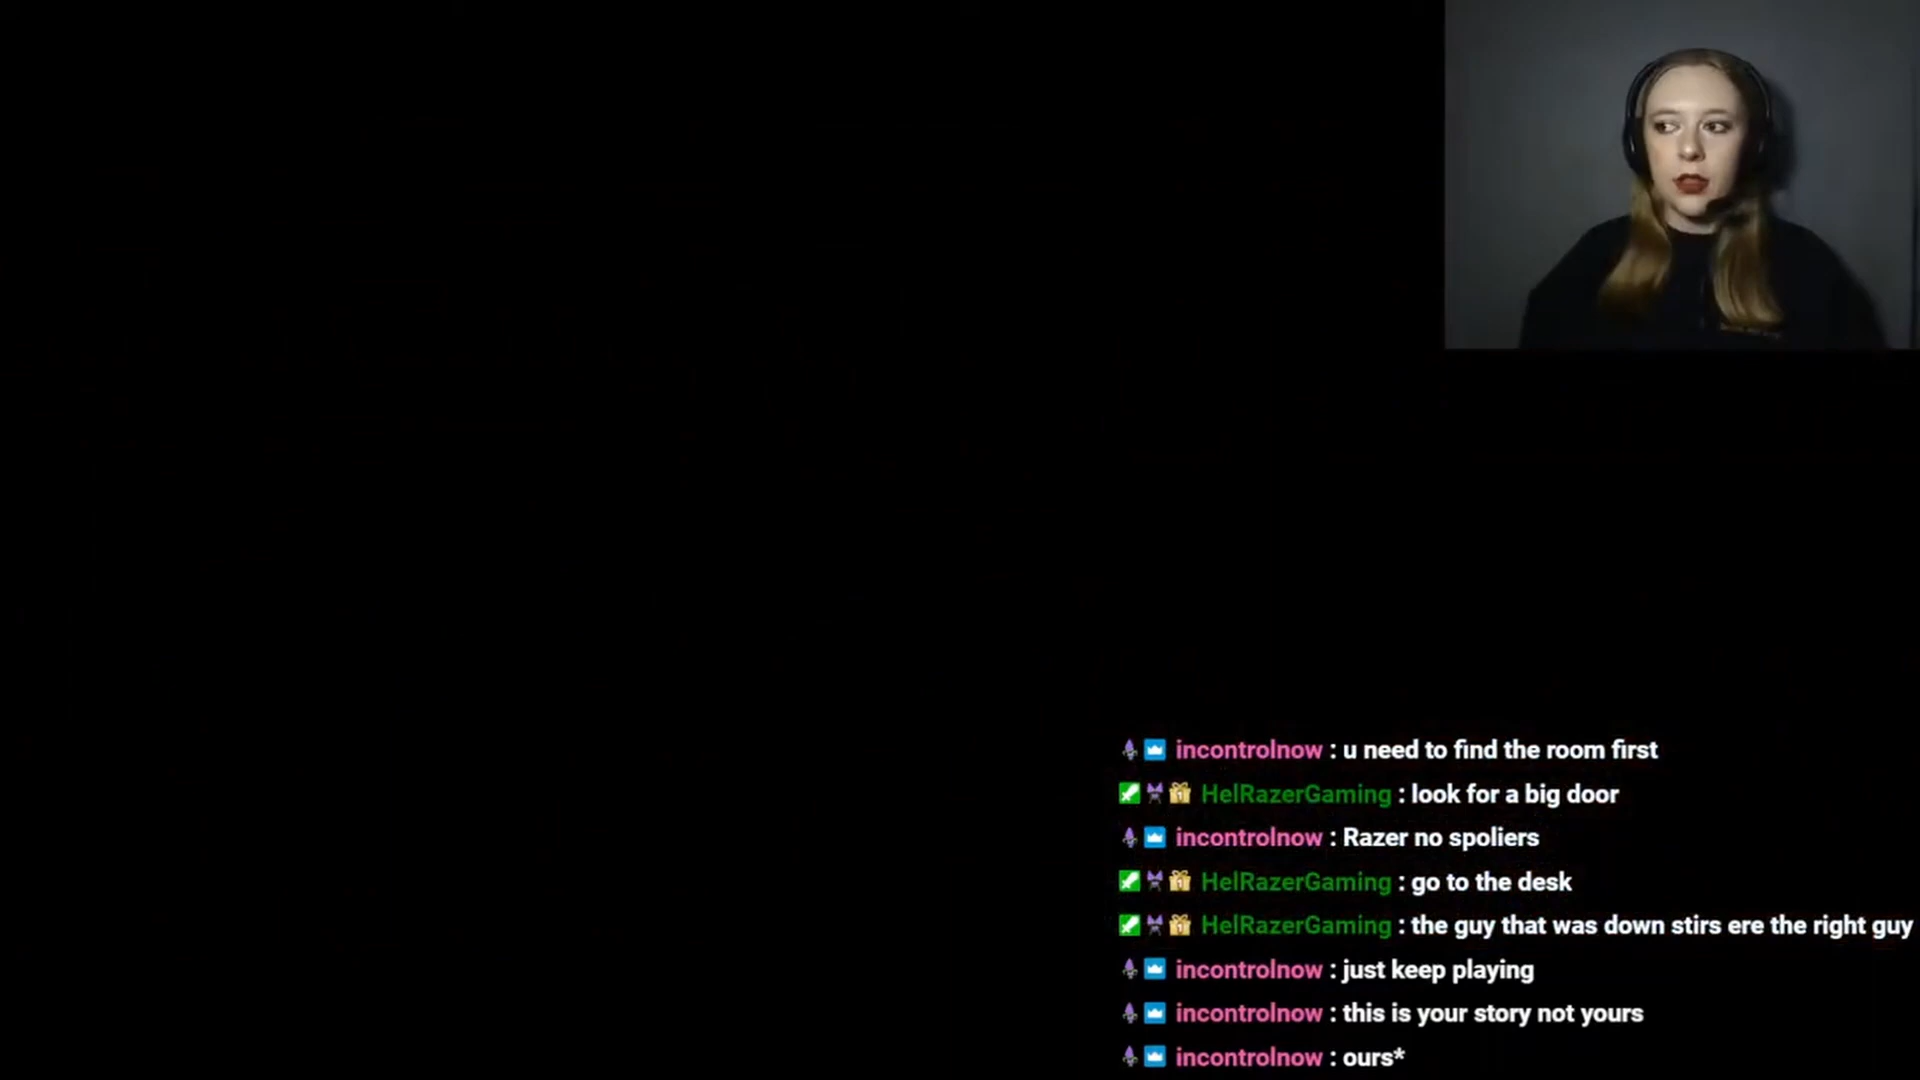 incontrolnow : u need to find the room first
HelRazerGaming : look for a big door
incontrolnow : Razer no spoliers
HelRazerGaming : go to the desk
HelRazerGaming : the guy that was down stirs ere the right guy
incontrolnow : just keep playing
incontrolnow : this is your story not yours
incontrolnow : ours*